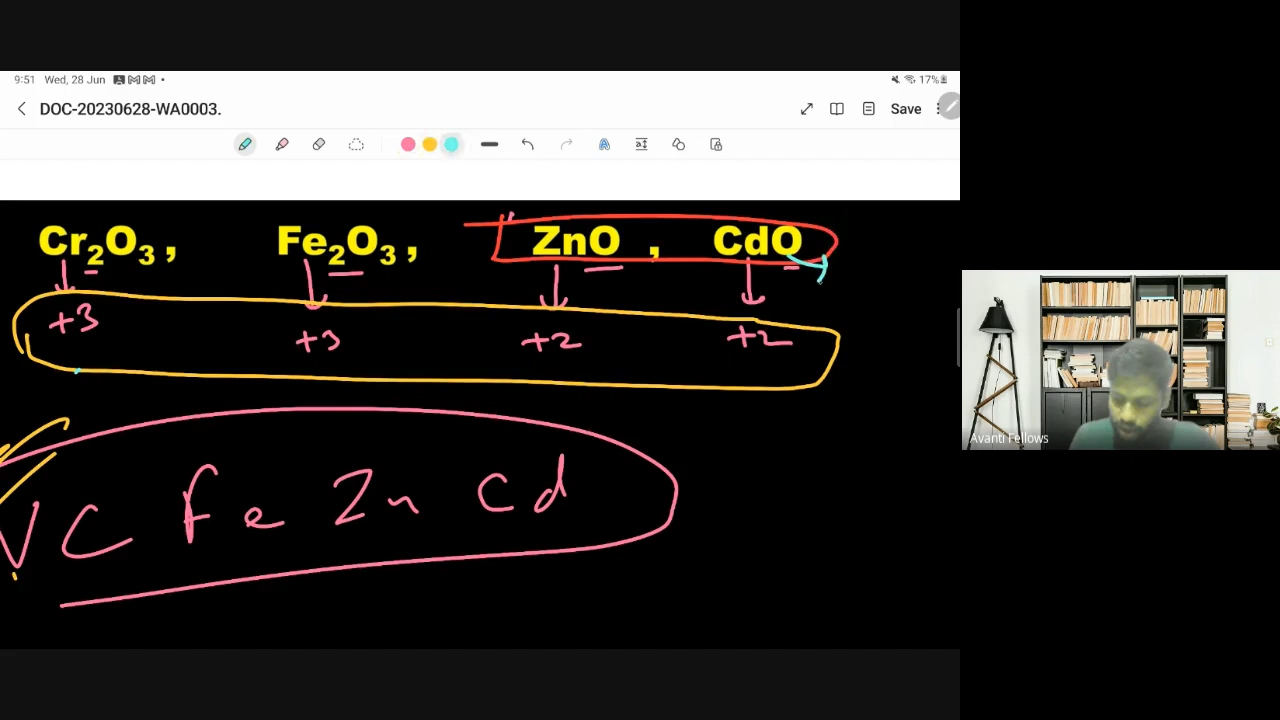 9:51 Wed, 28 Jun
17%
DOC-20230628-WA0003.
Save
Cr₂O₃ , Fe₂O₃ , ZnO , CdO
+3 +3 +2 +2
V C Fe Zn Cd
Avanti Fellows